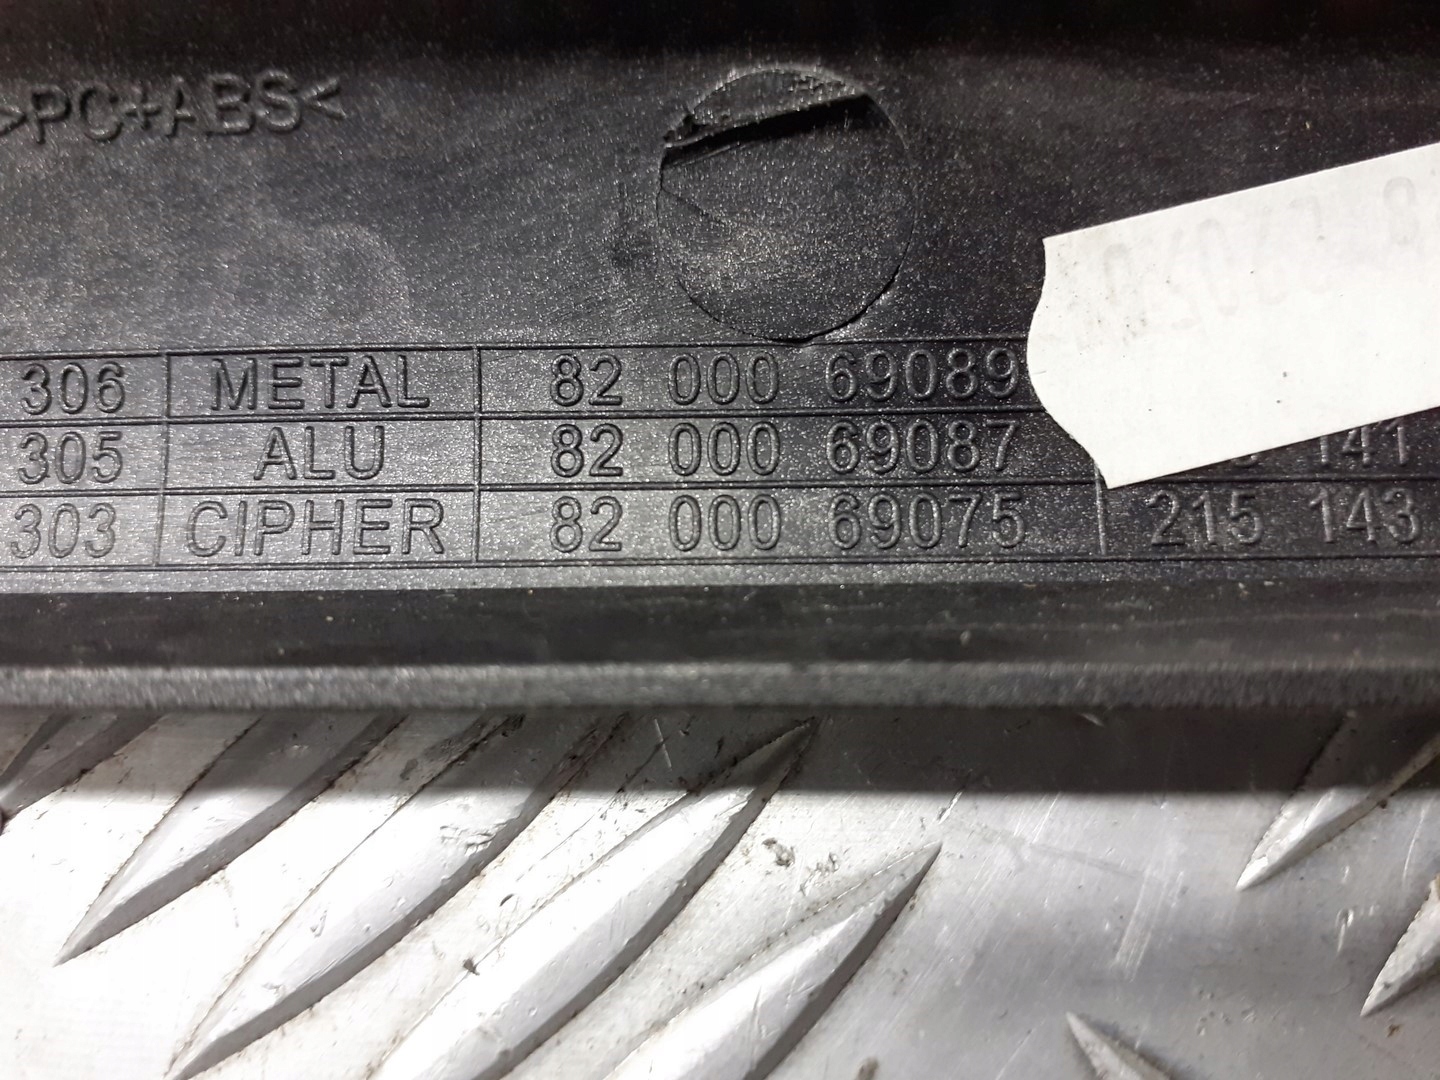 >PC+ABS<
306 METAL 82 000 69089
305 ALU 82 000 69087 141
303 CIPHER 82 000 69075 215 143